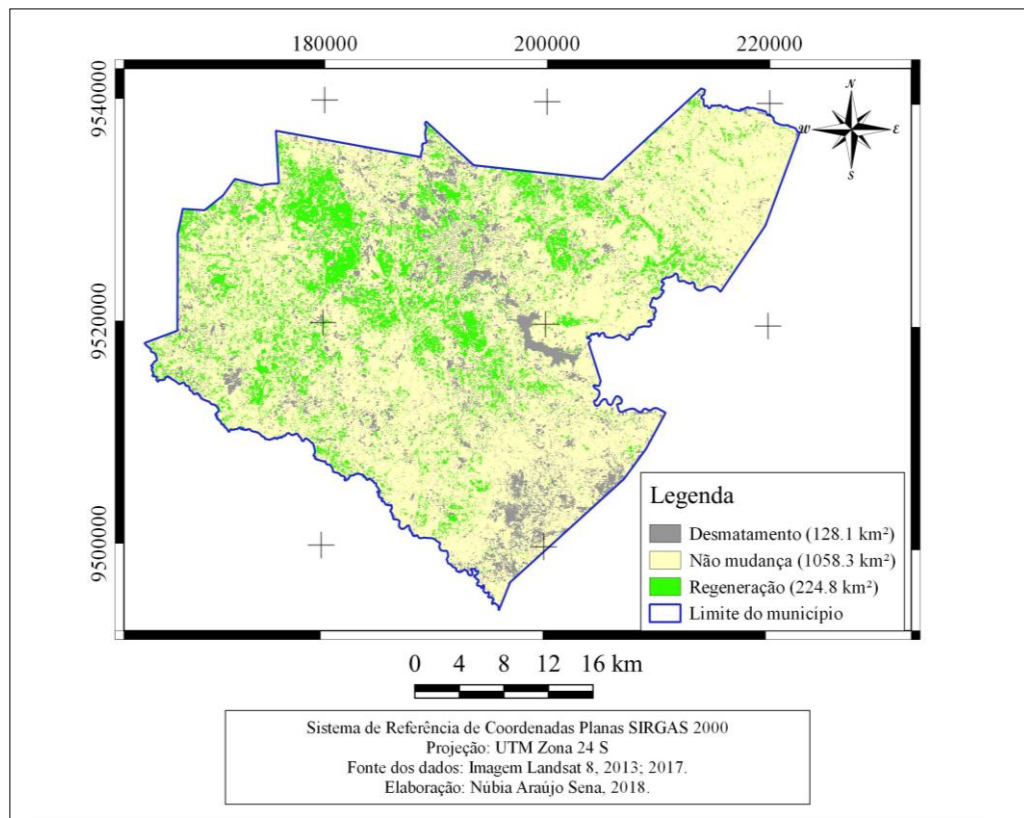 180000 200000 220000
9540000
N
W E
S
9520000
9500000
Legenda
Desmatamento (128.1 km²)
Não mudança (1058.3 km²)
Regeneração (224.8 km²)
Limite do município
0 4 8 12 16 km
Sistema de Referência de Coordenadas Planas SIRGAS 2000
Projeção: UTM Zona 24 S
Fonte dos dados: Imagem Landsat 8, 2013; 2017.
Elaboração: Núbia Araújo Sena, 2018.